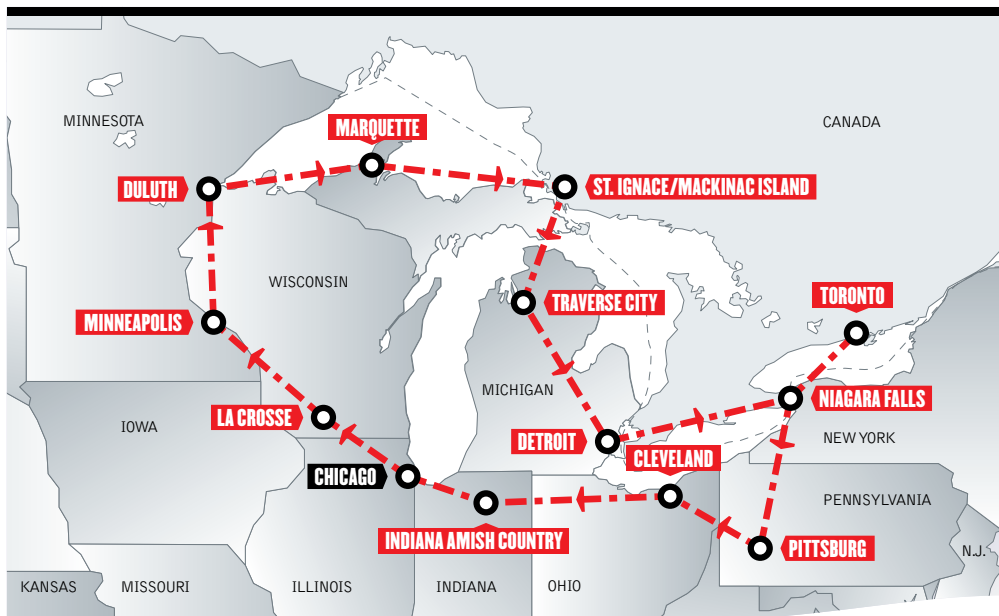 MINNESOTA
MARQUETTE
CANADA
DULUTH
ST. IGNACE/MACKINAC ISLAND
WISCONSIN
TRAVERSE CITY
TORONTO
MINNEAPOLIS
MICHIGAN
NIAGARA FALLS
LA CROSSE
IOWA
DETROIT
NEW YORK
CLEVELAND
CHICAGO
PENNSYLVANIA
INDIANA AMISH COUNTRY
PITTSBURG
N.J.
KANSAS
MISSOURI
ILLINOIS
INDIANA
OHIO